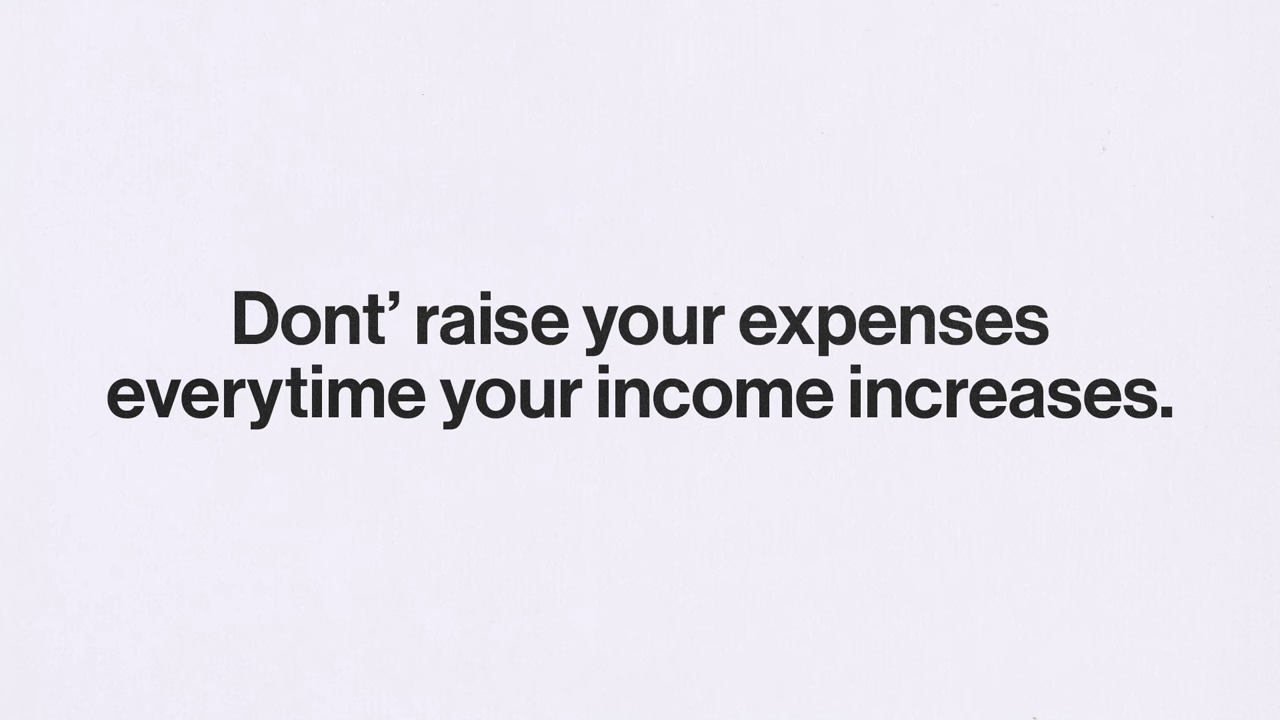 Dont’ raise your expenses
everytime your income increases.